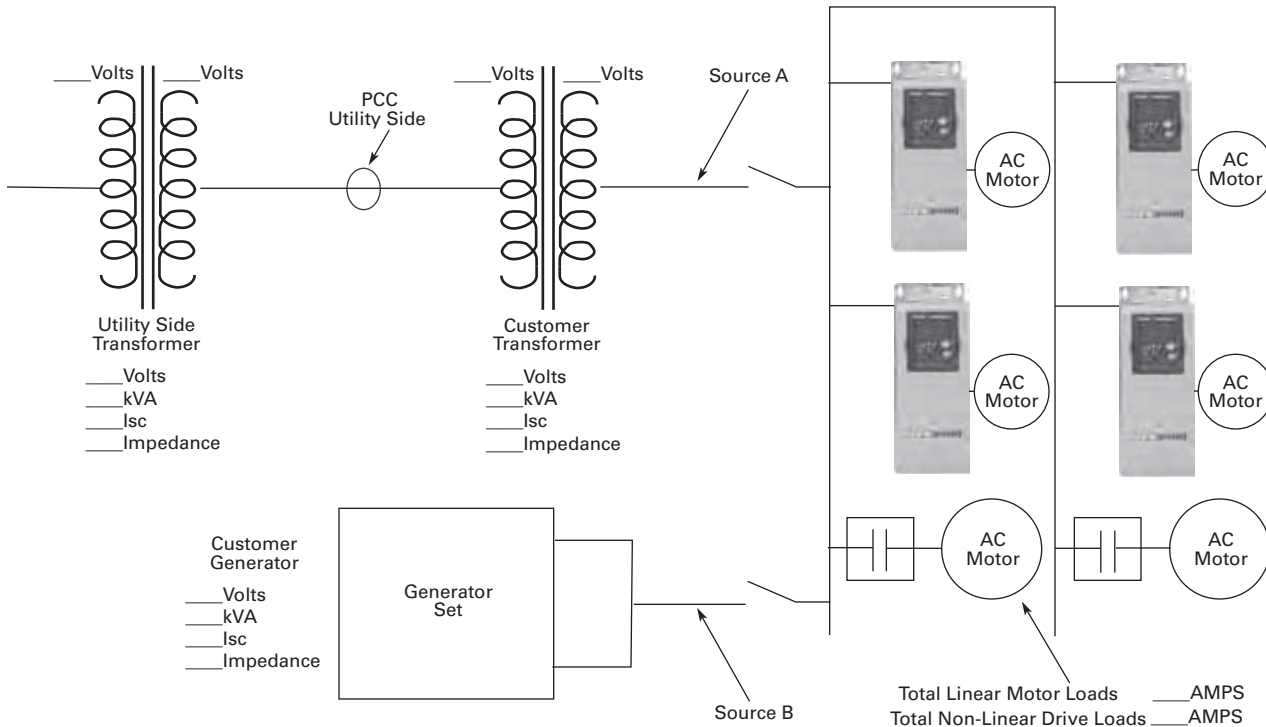 ____Volts ____Volts
PCC
Utility Side
____Volts ____Volts
Source A
Utility Side
Transformer
____Volts
____kVA
____Isc
____Impedance
Customer
Transformer
____Volts
____kVA
____Isc
____Impedance
AC
Motor
AC
Motor
AC
Motor
AC
Motor
AC
Motor
AC
Motor
Customer
Generator
____Volts
____kVA
____Isc
____Impedance
Generator
Set
Source B
Total Linear Motor Loads ____AMPS
Total Non-Linear Drive Loads ____AMPS